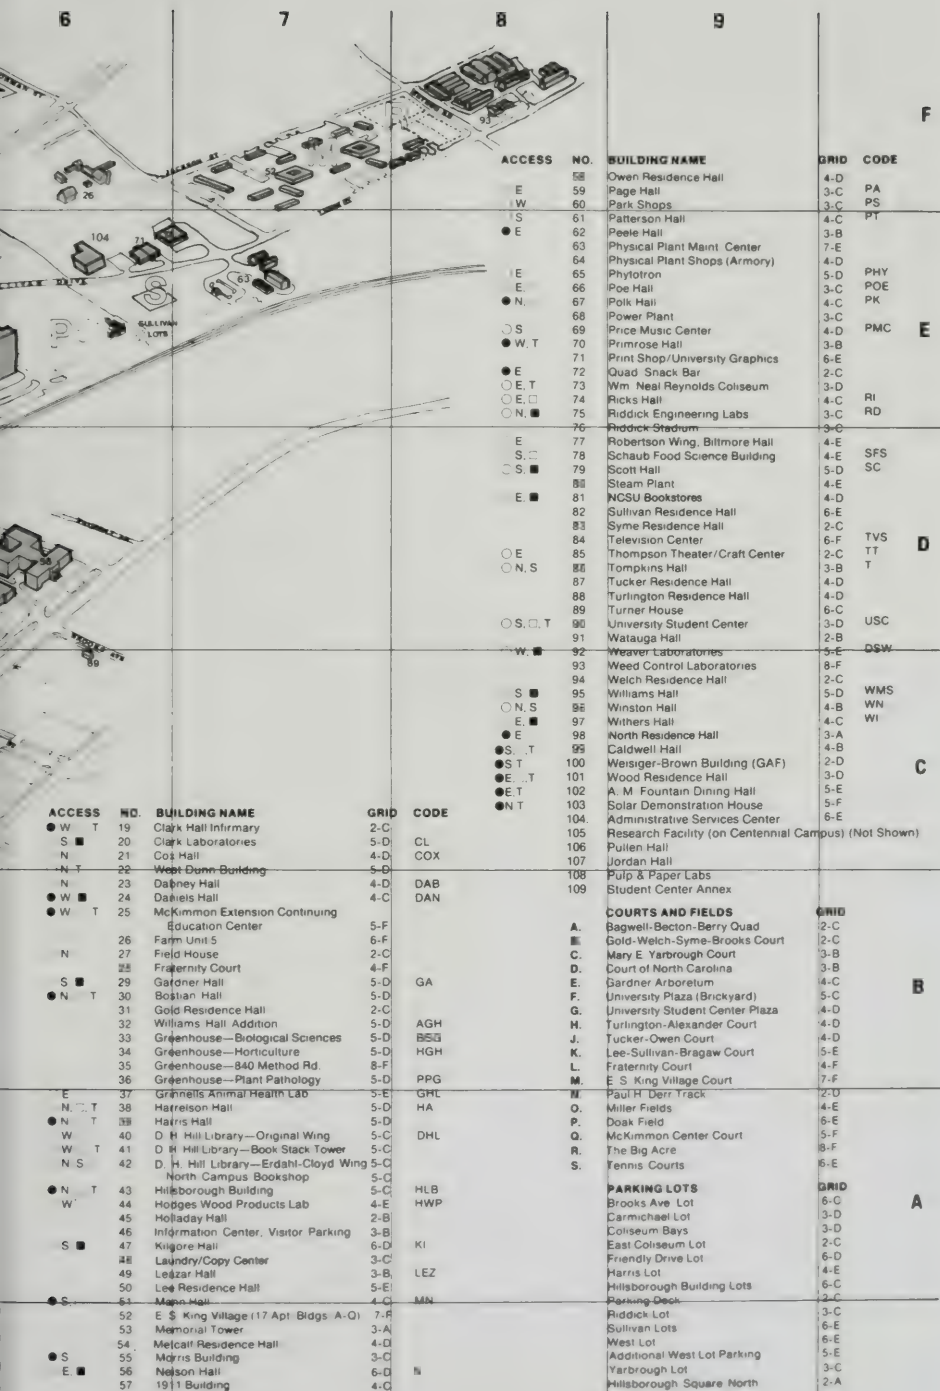 6 7 8 9
F
JACKSON ST
93
52
26
104
71
63
S
SULLIVAN
LOTS
E
D
58
89
C
B
A
ACCESS NO. BUILDING NAME GRID CODE
58 Owen Residence Hall 4-D
E 59 Page Hall 3-C PA
W 60 Park Shops 3-C PS
S 61 Patterson Hall 4-C PT
● E 62 Peele Hall 3-B
63 Physical Plant Maint Center 7-E
64 Physical Plant Shops (Armory) 4-D
E 65 Phytotron 5-D PHY
E 66 Poe Hall 3-C POE
● N. 67 Polk Hall 4-C PK
68 Power Plant 3-C
○ S 69 Price Music Center 4-D PMC
● W. T 70 Primrose Hall 3-B
71 Print Shop/University Graphics 6-E
● E 72 Quad Snack Bar 2-C
○ E, T 73 Wm Neal Reynolds Coliseum 3-D
○ E, □ 74 Ricks Hall 4-C RI
○ N, ■ 75 Riddick Engineering Labs 3-C RD
76 Riddick Stadium 3-C
E 77 Robertson Wing, Biltmore Hall 4-E
S, □ 78 Schaub Food Science Building 4-E SFS
○ S, ■ 79 Scott Hall 5-D SC
80 Steam Plant 4-E
E. ■ 81 NCSU Bookstores 4-D
82 Sullivan Residence Hall 6-E
83 Syme Residence Hall 2-C
84 Television Center 6-F TVS
○ E 85 Thompson Theater/Craft Center 2-C TT
○ N, S 86 Tompkins Hall 3-B T
87 Tucker Residence Hall 4-D
88 Turlington Residence Hall 4-D
89 Turner House 6-C
○ S, □, T 90 University Student Center 3-D USC
91 Watauga Hall 2-B
W, ■ 92 Weaver Laboratories 5-E DSW
93 Weed Control Laboratories 8-F
94 Welch Residence Hall 2-C
S ■ 95 Williams Hall 5-D WMS
○ N, S 96 Winston Hall 4-B WN
E. ■ 97 Withers Hall 4-C WI
● E 98 North Residence Hall 3-A
●S, T 99 Caldwell Hall 4-B
●S T 100 Weisiger-Brown Building (GAF) 2-D
●E, T 101 Wood Residence Hall 3-D
●E,T 102 A. M Fountain Dining Hall 5-E
●N T 103 Solar Demonstration House 5-F
104. Administrative Services Center 6-E
105 Research Facility (on Centennial Campus) (Not Shown)
106 Pullen Hall
107 Jordan Hall
108 Pulp & Paper Labs
109 Student Center Annex
COURTS AND FIELDS GRID
A. Bagwell-Becton-Berry Quad 2-C
B. Gold-Welch-Syme-Brooks Court 2-C
C. Mary E Yarbrough Court 3-B
D. Court of North Carolina 3-B
E. Gardner Arboretum 4-C
F. University Plaza (Brickyard) 5-C
G. University Student Center Plaza 4-D
H. Turlington-Alexander Court 4-D
J. Tucker-Owen Court 4-D
K. Lee-Sullivan-Bragaw Court 5-E
L. Fraternity Court 4-F
M. E S King Village Court 7-F
N. Paul H Derr Track 2-D
O. Miller Fields 4-E
P. Doak Field 6-E
Q. McKimmon Center Court 5-F
R. The Big Acre 8-F
S. Tennis Courts 6-E
PARKING LOTS GRID
Brooks Ave Lot 6-C
Carmichael Lot 3-D
Coliseum Bays 3-D
East Coliseum Lot 2-C
Friendly Drive Lot 6-D
Harris Lot 4-E
Hillsborough Building Lots 6-C
Parking Deck 3-C
Riddick Lot 3-C
Sullivan Lots 6-E
West Lot 6-E
Additional West Lot Parking 5-E
Yarbrough Lot 3-C
Hillsborough Square North 2-A
ACCESS NO. BUILDING NAME GRID CODE
● W T 19 Clark Hall Infirmary 2-C
S ■ 20 Clark Laboratories 5-D CL
N 21 Cox Hall 4-D COX
N T 22 West Dunn Building 5-D
N 23 Dabney Hall 4-D DAB
● W ■ 24 Daniels Hall 4-C DAN
● W T 25 McKimmon Extension Continuing
Education Center 5-F
26 Farm Unit 5 6-F
N 27 Field House 2-C
28 Fraternity Court 4-F
S ■ 29 Gardner Hall 5-D GA
● N T 30 Bostian Hall 5-D
31 Gold Residence Hall 2-C
32 Williams Hall Addition 5-D AGH
33 Greenhouse—Biological Sciences 5-D BSG
34 Greenhouse—Horticulture 5-D HGH
35 Greenhouse—840 Method Rd. 8-F
36 Greenhouse—Plant Pathology 5-D PPG
E 37 Grinnells Animal Health Lab 5-E GHL
N, □ T 38 Harrelson Hall 5-D HA
● N T 39 Harris Hall 5-D
W 40 D H Hill Library—Original Wing 5-C DHL
W T 41 D H Hill Library—Book Stack Tower 5-C
N S 42 D. H. Hill Library—Erdahl-Cloyd Wing 5-C
North Campus Bookshop 5-C
● N T 43 Hillsborough Building 5-C HLB
W 44 Hodges Wood Products Lab 4-E HWP
45 Holladay Hall 2-B
46 Information Center, Visitor Parking 3-B
S ■ 47 Kilgore Hall 6-D KI
48 Laundry/Copy Center 3-C
49 Leazar Hall 3-B LEZ
50 Lee Residence Hall 5-E
● S. 51 Mann Hall 4-C MN
52 E S King Village (17 Apt Bldgs A-Q) 7-F
53 Memorial Tower 3-A
54 Metcalf Residence Hall 4-D
● S 55 Morris Building 3-C
E. ■ 56 Nelson Hall 6-D
57 1911 Building 4-C